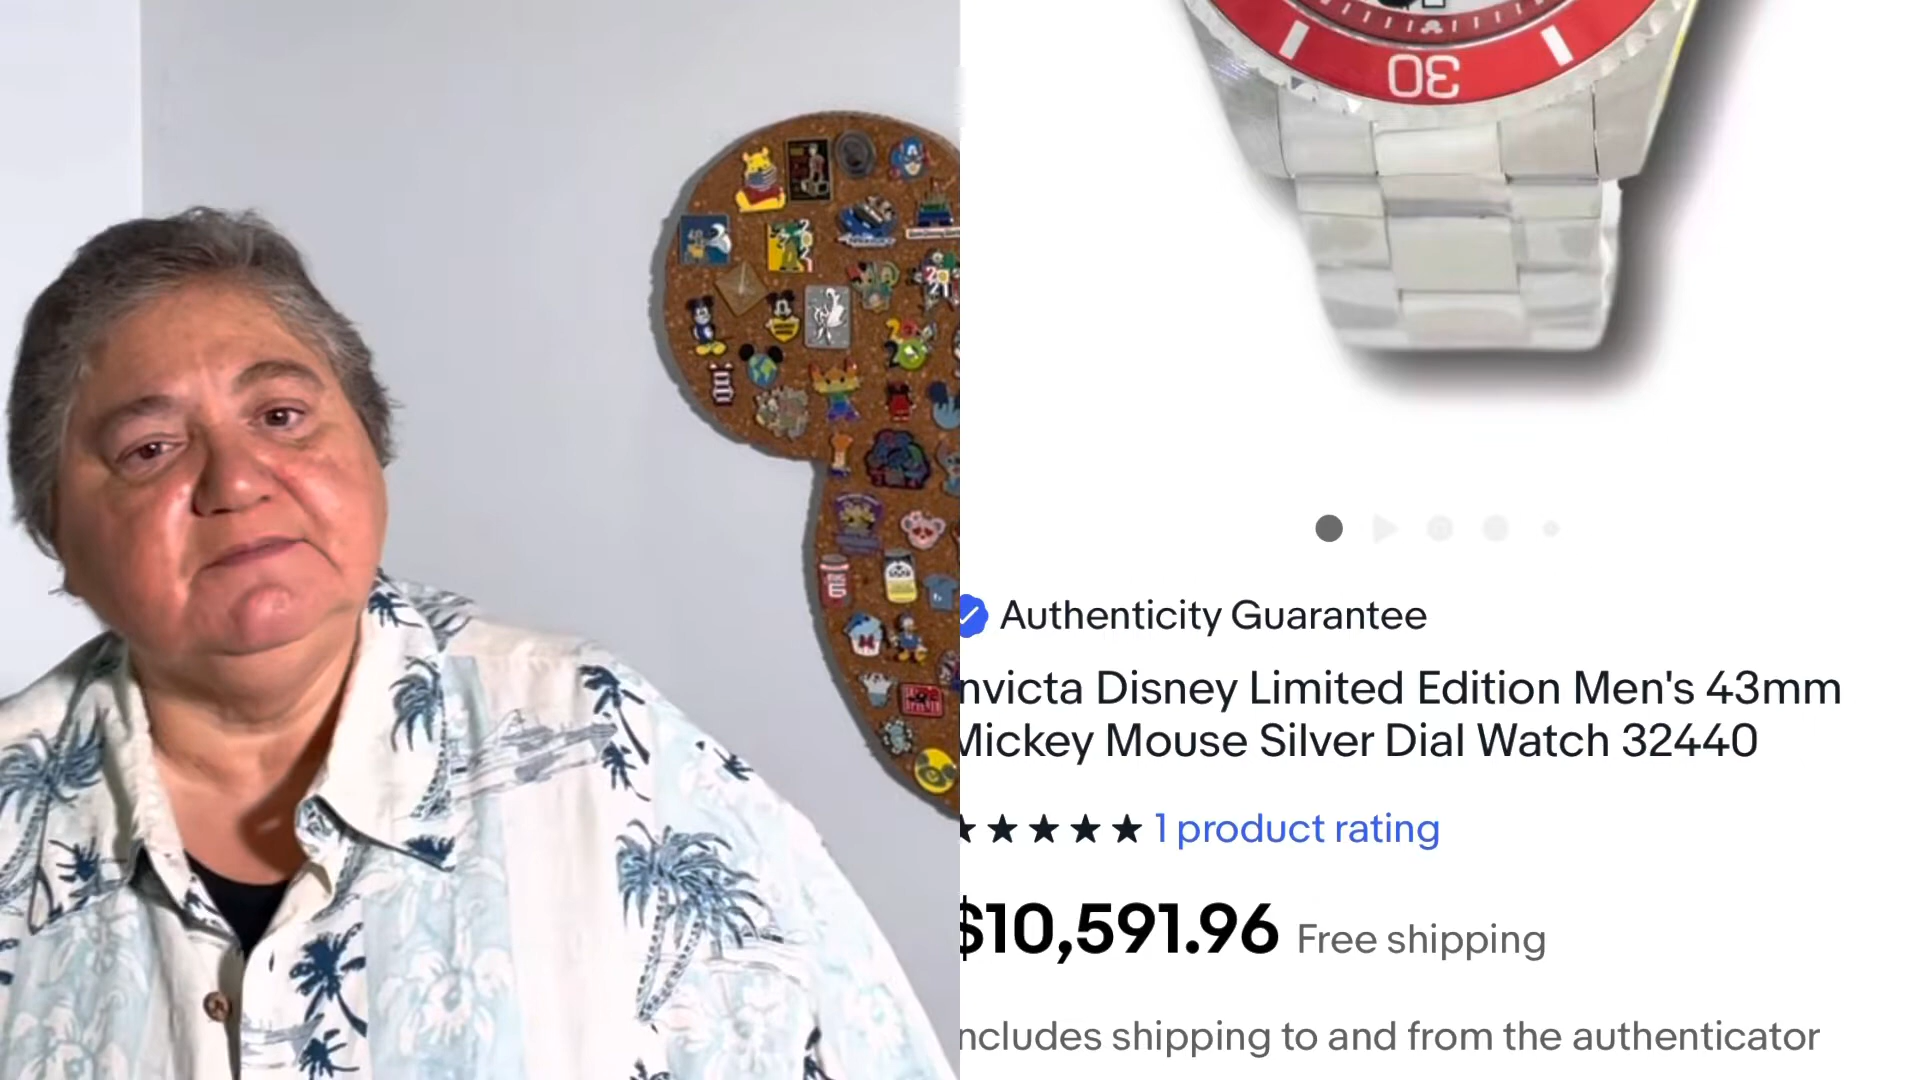 30
Authenticity Guarantee
nvicta Disney Limited Edition Men's 43mm
Mickey Mouse Silver Dial Watch 32440
1 product rating
$10,591.96 Free shipping
ncludes shipping to and from the authenticator